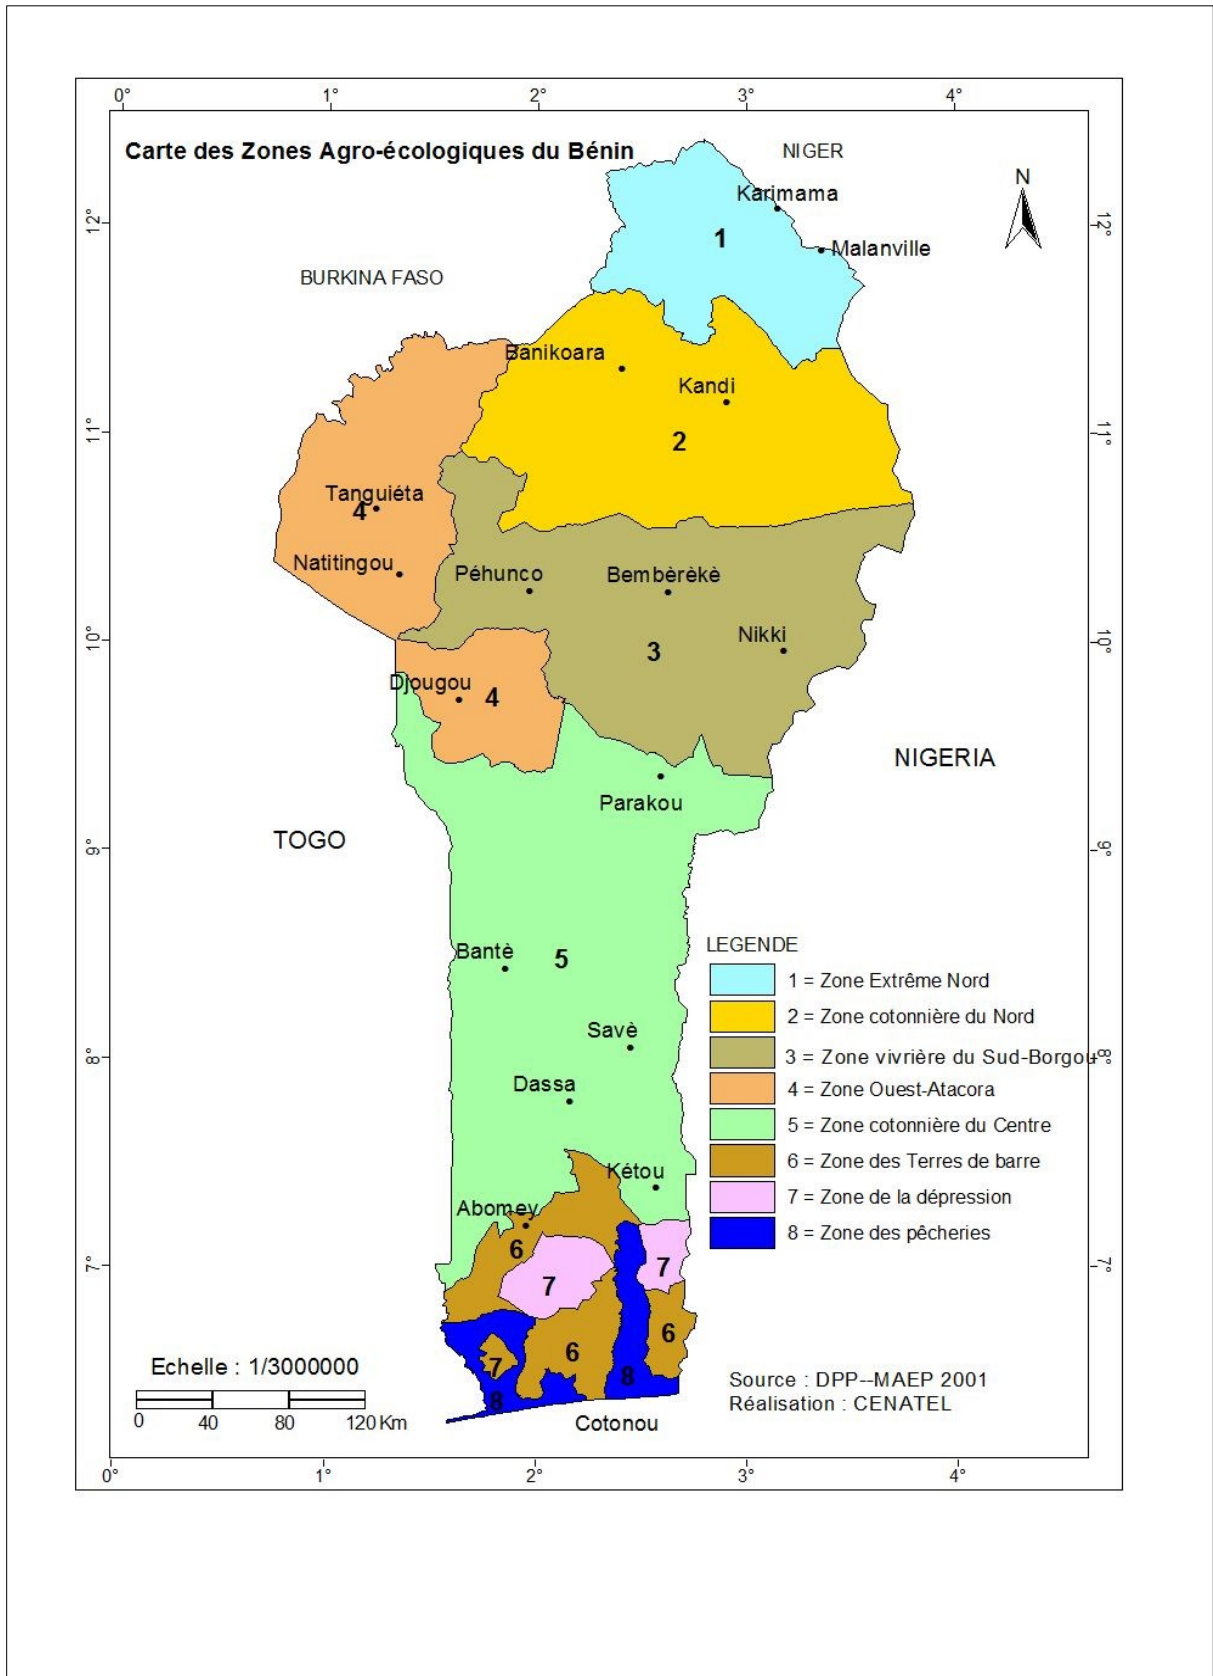 0° 1° 2° 3° 4°
Carte des Zones Agro-écologiques du Bénin
NIGER
N
Karimama
12° 12°
1
Malanville
BURKINA FASO
Banikoara
Kandi
11° 11°
2
Tanguiéta
4
Natitingou
Péhunco
Bembèrèkè
10° 10°
Nikki
3
Djougou
4
NIGERIA
Parakou
TOGO
9° 9°
LEGENDE
Bantè
5
1 = Zone Extrême Nord
2 = Zone cotonnière du Nord
Savè
8° 8°
3 = Zone vivrière du Sud-Borgou
Dassa
4 = Zone Ouest-Atacora
5 = Zone cotonnière du Centre
6 = Zone des Terres de barre
Kétou
7 = Zone de la dépression
Abomey
8 = Zone des pêcheries
6
7°
7
7
7°
6
6
7
8
8
Echelle : 1/3000000
0 40 80 120 Km
Source : DPP--MAEP 2001
Réalisation : CENATEL
Cotonou
0° 1° 2° 3° 4°